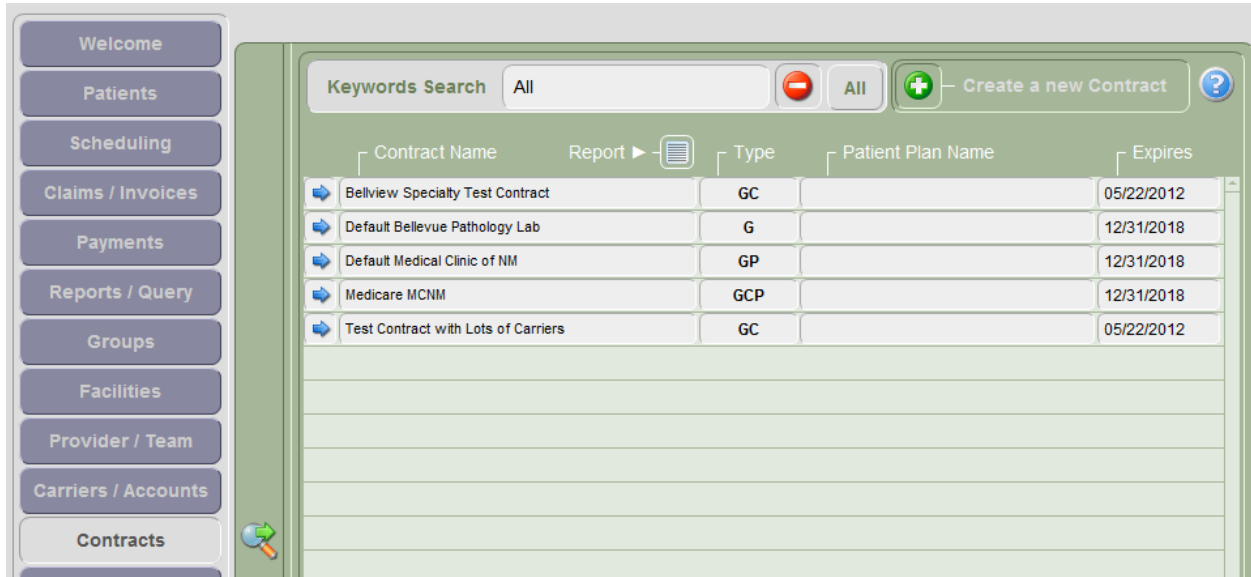 Welcome
Patients
Scheduling
Claims / Invoices
Payments
Reports / Query
Groups
Facilities
Provider / Team
Carriers / Accounts
Contracts
Keywords Search All All Create a new Contract ?
Contract Name Report Type Patient Plan Name Expires
Bellview Specialty Test Contract GC 05/22/2012
Default Bellevue Pathology Lab G 12/31/2018
Default Medical Clinic of NM GP 12/31/2018
Medicare MCNM GCP 12/31/2018
Test Contract with Lots of Carriers GC 05/22/2012